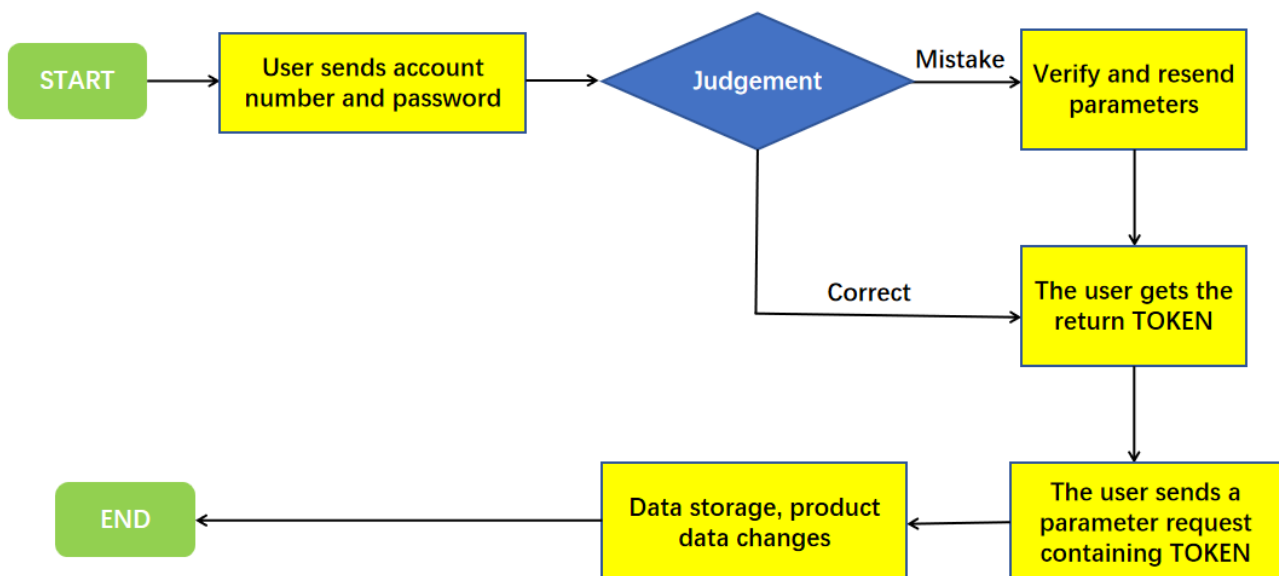 START
User sends account
number and password
Judgement
Mistake
Verify and resend
parameters
Correct
The user gets the
return TOKEN
The user sends a
parameter request
containing TOKEN
Data storage, product
data changes
END